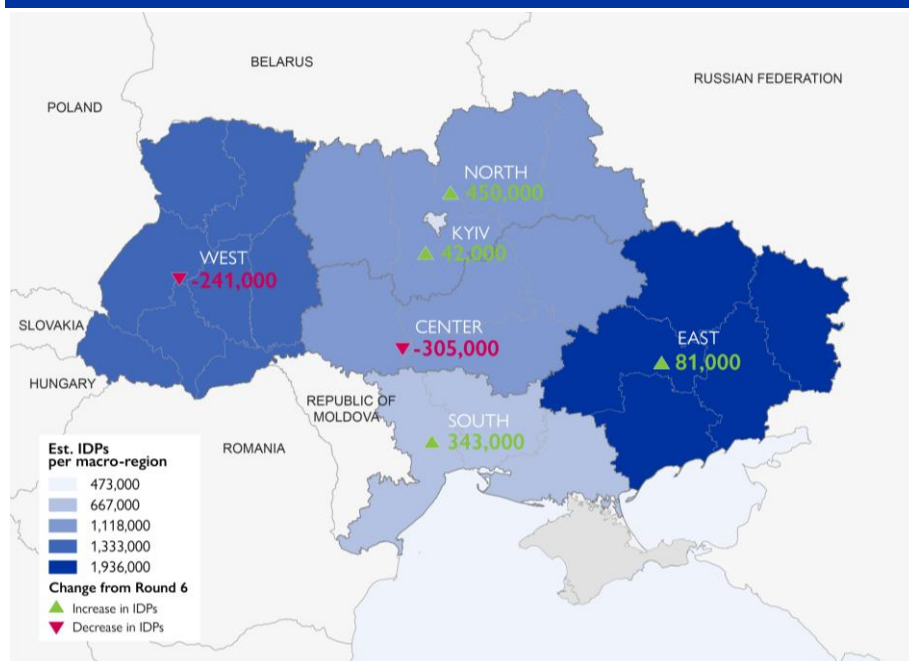 BELARUS
RUSSIAN FEDERATION
POLAND
NORTH
450,000
KYIV
42,000
WEST
-241,000
CENTER
-305,000
EAST
81,000
SLOVAKIA
HUNGARY
REPUBLIC OF
MOLDOVA
SOUTH
343,000
ROMANIA
Est. IDPs
per macro-region
473,000
667,000
1,118,000
1,333,000
1,936,000
Change from Round 6
Increase in IDPs
Decrease in IDPs